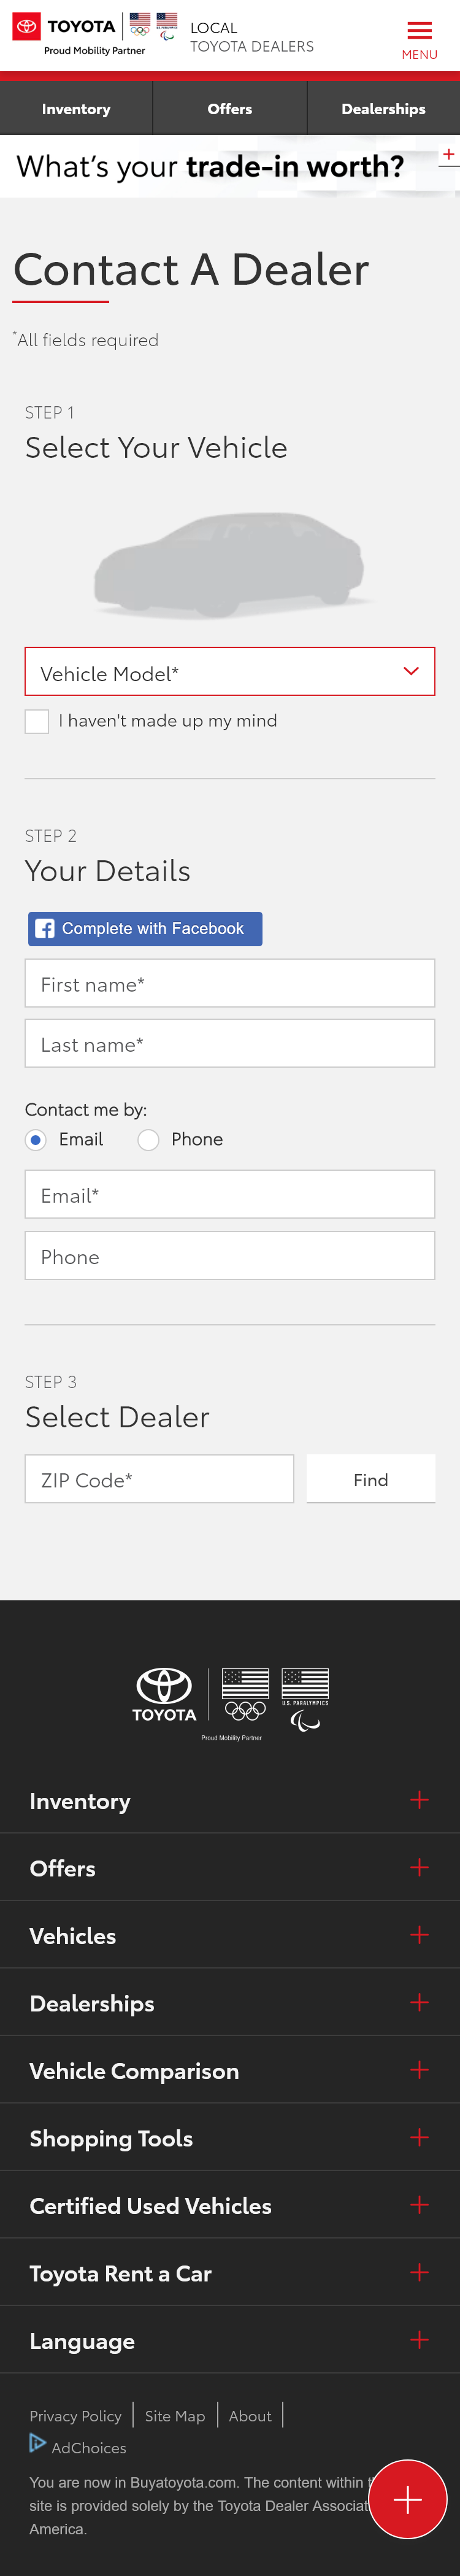 TOYOTA
Proud Mobility Partner
LOCAL
TOYOTA DEALERS
MENU
Inventory
Offers
Dealerships
What's your trade-in worth?
Contact A Dealer
*All fields required
STEP 1
Select Your Vehicle
Vehicle Model*
I haven't made up my mind
STEP 2
Your Details
Complete with Facebook
First name*
Last name*
Contact me by:
Email Phone
Email*
Phone
STEP 3
Select Dealer
ZIP Code*
Find
TOYOTA
U.S. PARALYMPICS
Proud Mobility Partner
Inventory
Offers
Vehicles
Dealerships
Vehicle Comparison
Shopping Tools
Certified Used Vehicles
Toyota Rent a Car
Language
Privacy Policy
Site Map
About
AdChoices
You are now in Buyatoyota.com. The content within
site is provided solely by the Toyota Dealer Associat
America.